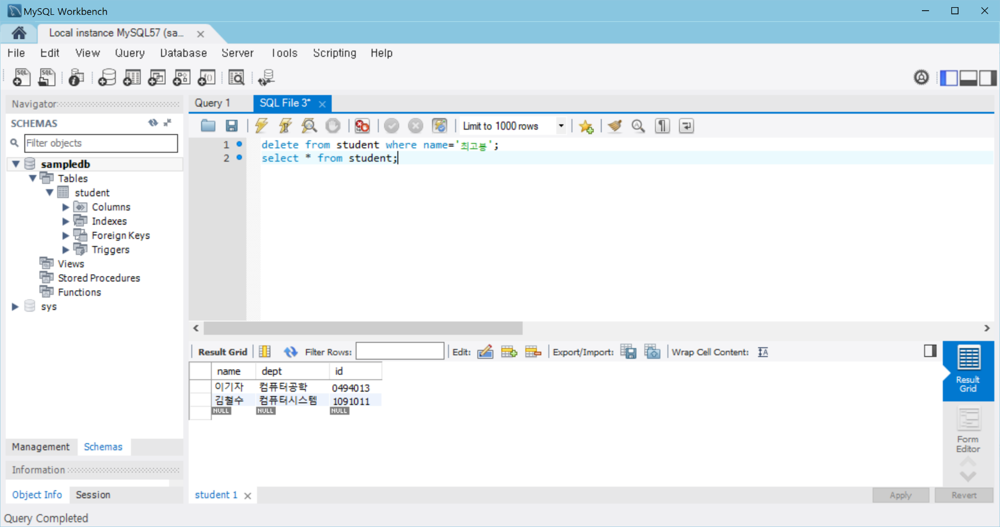 MySQL Workbench
Local instance MySQL57 (sa...
File Edit View Query Database Server Tools Scripting Help
Navigator
SCHEMAS
Filter objects
sampledb
Tables
student
Columns
Indexes
Foreign Keys
Triggers
Views
Stored Procedures
Functions
sys
Management Schemas
Information
Object Info Session
Query Completed
Query 1 SQL File 3*
Limit to 1000 rows
1 delete from student where name='최고봉';
2 select * from student;
Result Grid Filter Rows: Edit: Export/Import: Wrap Cell Content:
name dept id
이기자 컴퓨터공학 0494013
김철수 컴퓨터시스템 1091011
NULL NULL NULL
Result
Grid
Form
Editor
student 1
Apply Revert